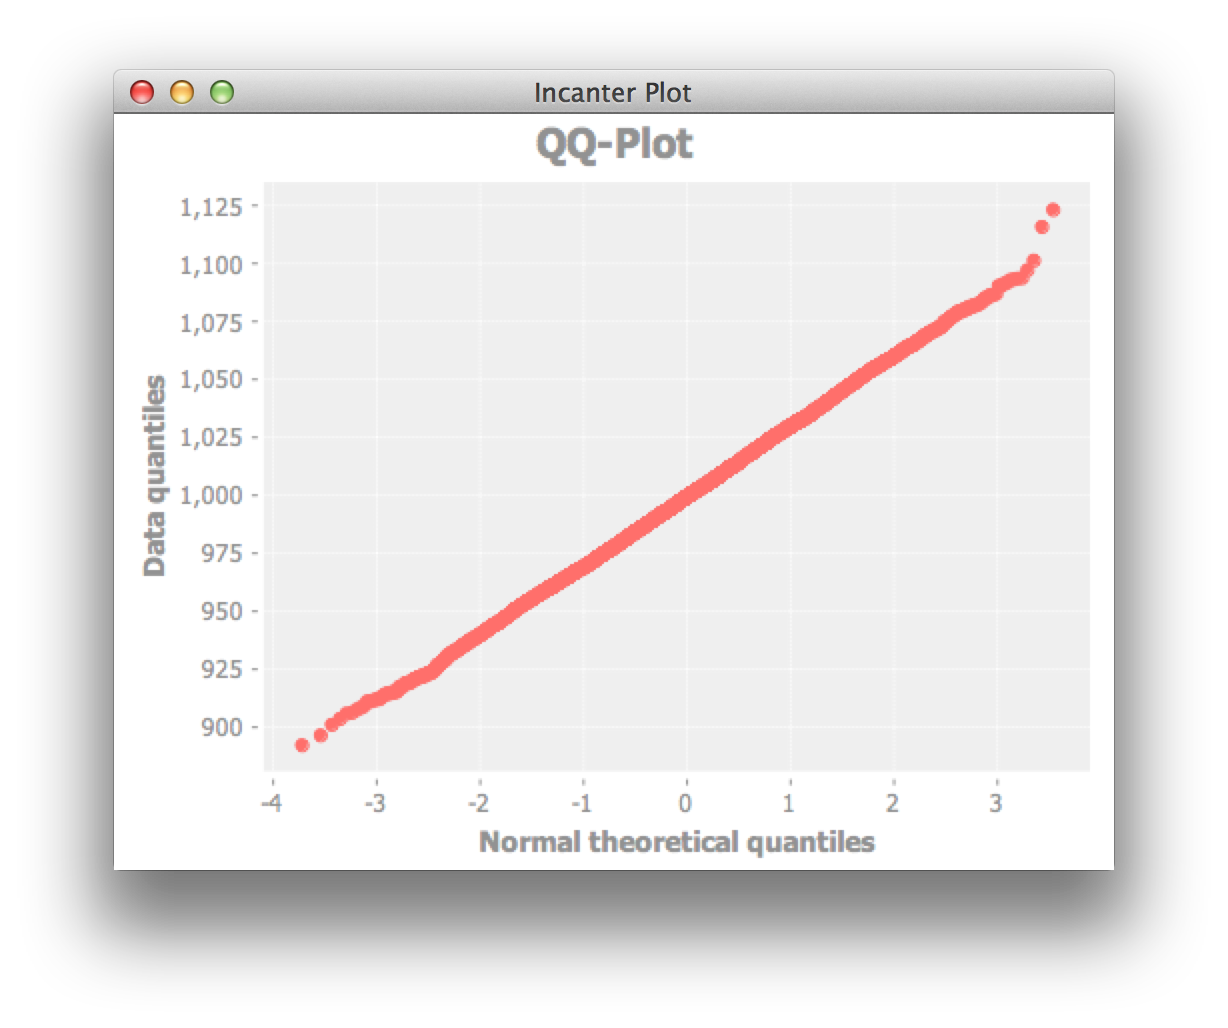 Incanter Plot
QQ-Plot
1,125
1,100
1,075
1,050
1,025
1,000
975
950
925
900
Data quantiles
-4 -3 -2 -1 0 1 2 3
Normal theoretical quantiles